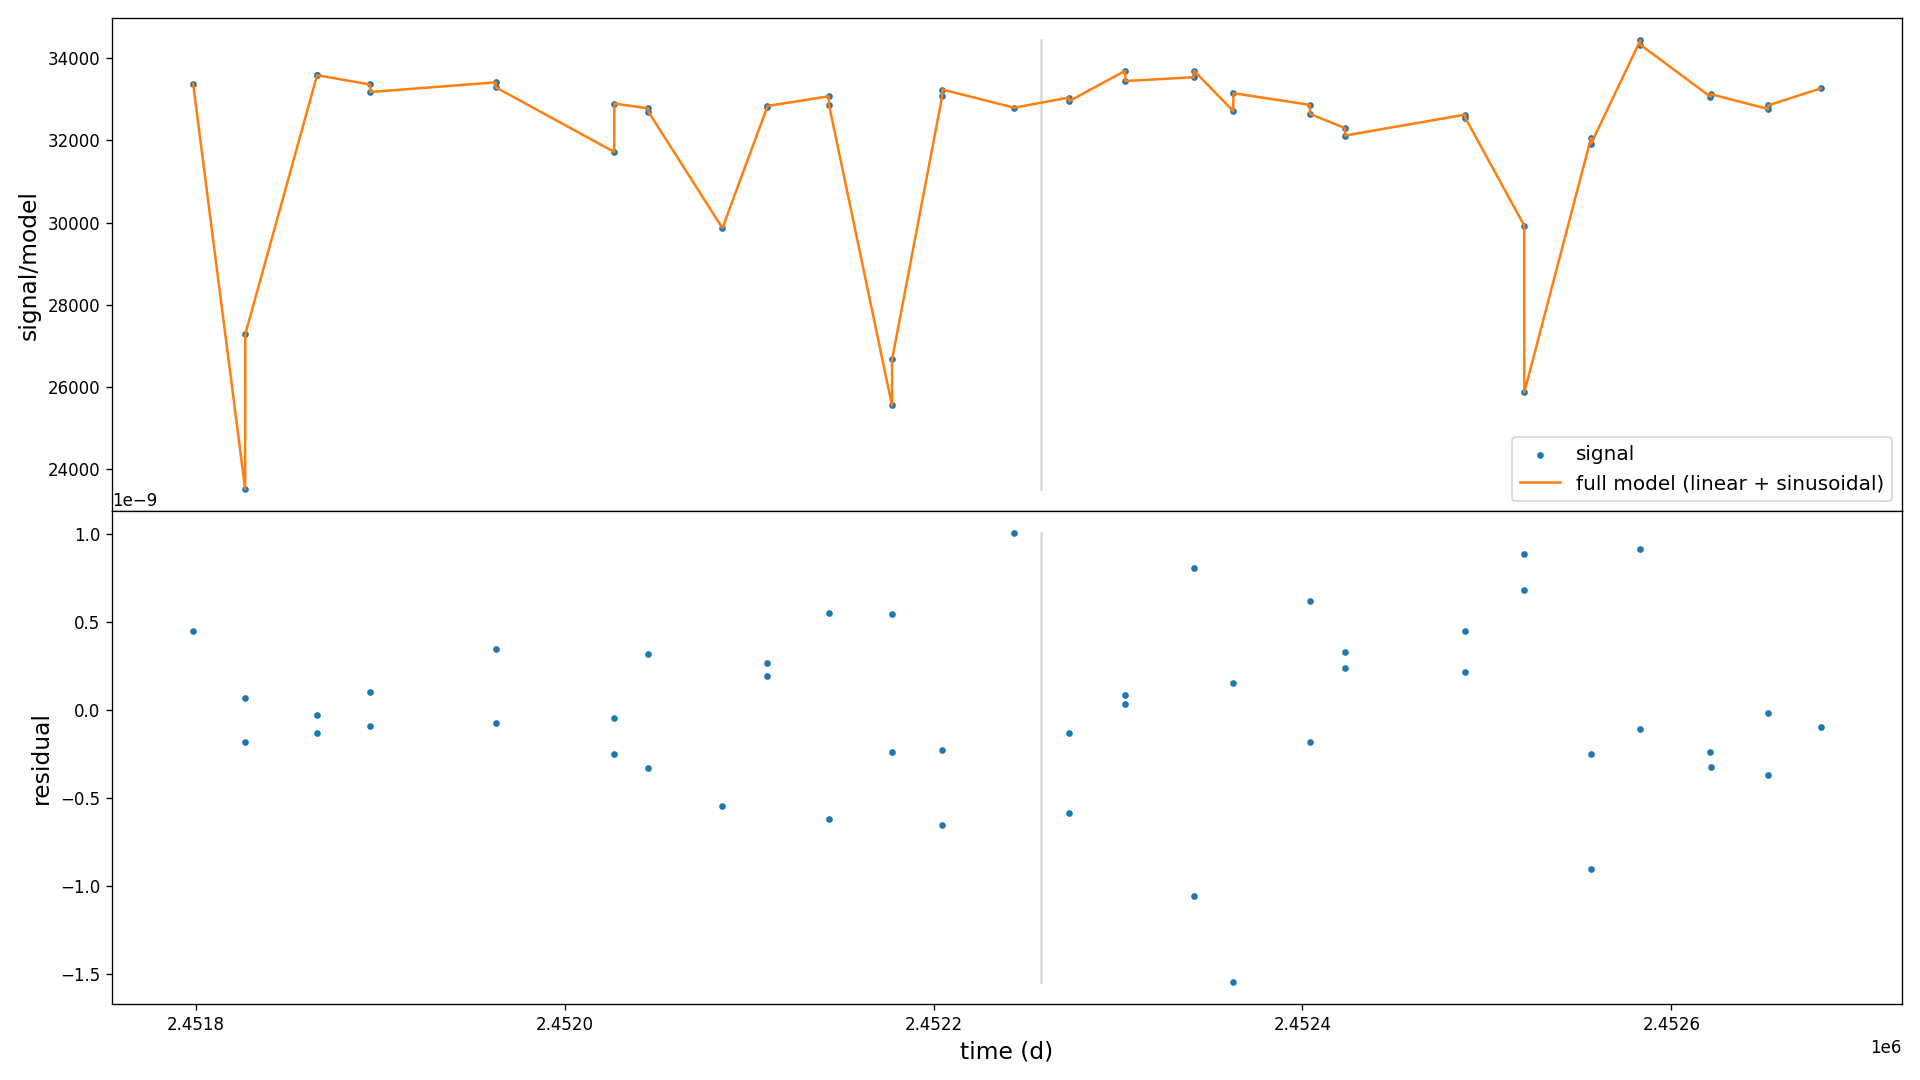 34000
32000
30000
28000
26000
24000
signal/model
signal
full model (linear + sinusoidal)
1e−9
1.0
0.5
0.0
−0.5
−1.0
−1.5
residual
2.4518
2.4520
2.4522
2.4524
2.4526
time (d)
1e6